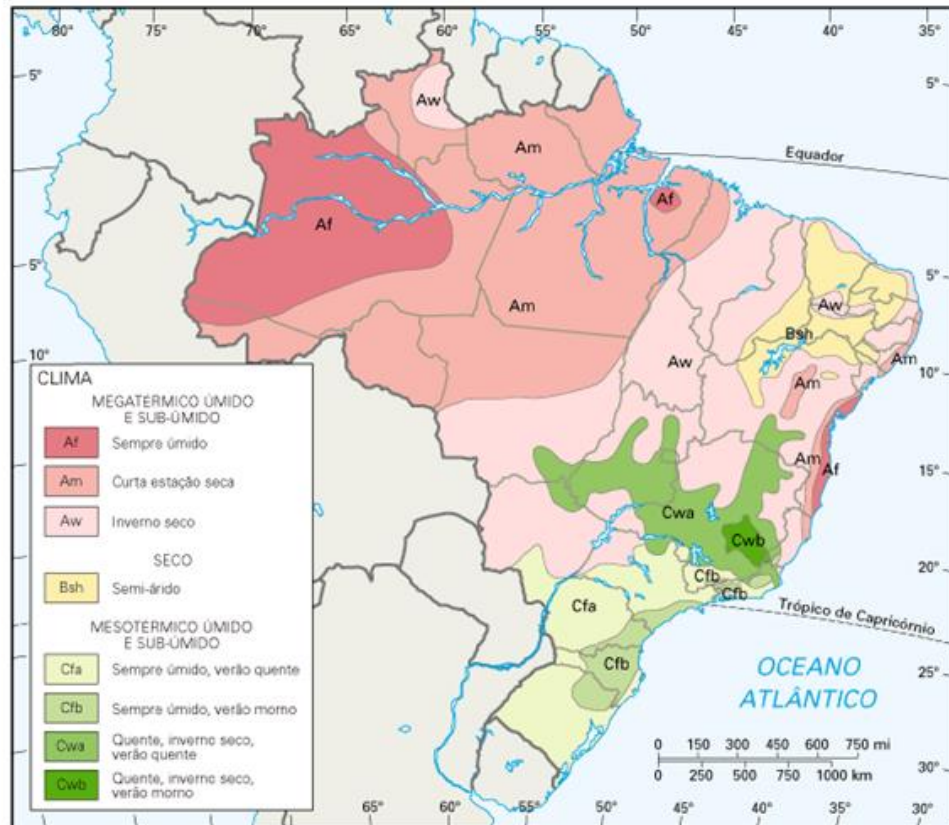 80° 75° 70° 65° 60° 55° 50° 45° 40° 35°
5°
Aw
5°
Am
Equador
Af
Af
5°
Am
5°
Aw
Bsh
Aw
10°
Am
10°
Am
CLIMA
MEGATERMICO ÚMIDO
E SUB-ÚMIDO
Af Sempre úmido
Am Curta estação seca
Aw Inverno seco
SECO
Bsh Semi-árido
MESOTERMICO ÚMIDO
E SUB-ÚMIDO
Cfa Sempre úmido, verão quente
Cfb Sempre úmido, verão morno
Cwa Quente, inverno seco,
verão quente
Cwb Quente, inverno seco,
verão morno
Am
Af
15°
Cwa
Cwb
20°
Cfb
Cfb
Cfa
Trópico de Capricórnio
Cfb
OCEANO
ATLÂNTICO
25°
0 150 300 450 600 750 mi
0 250 500 750 1000 km
30°
65° 60° 55° 50° 45° 40° 35° 30°